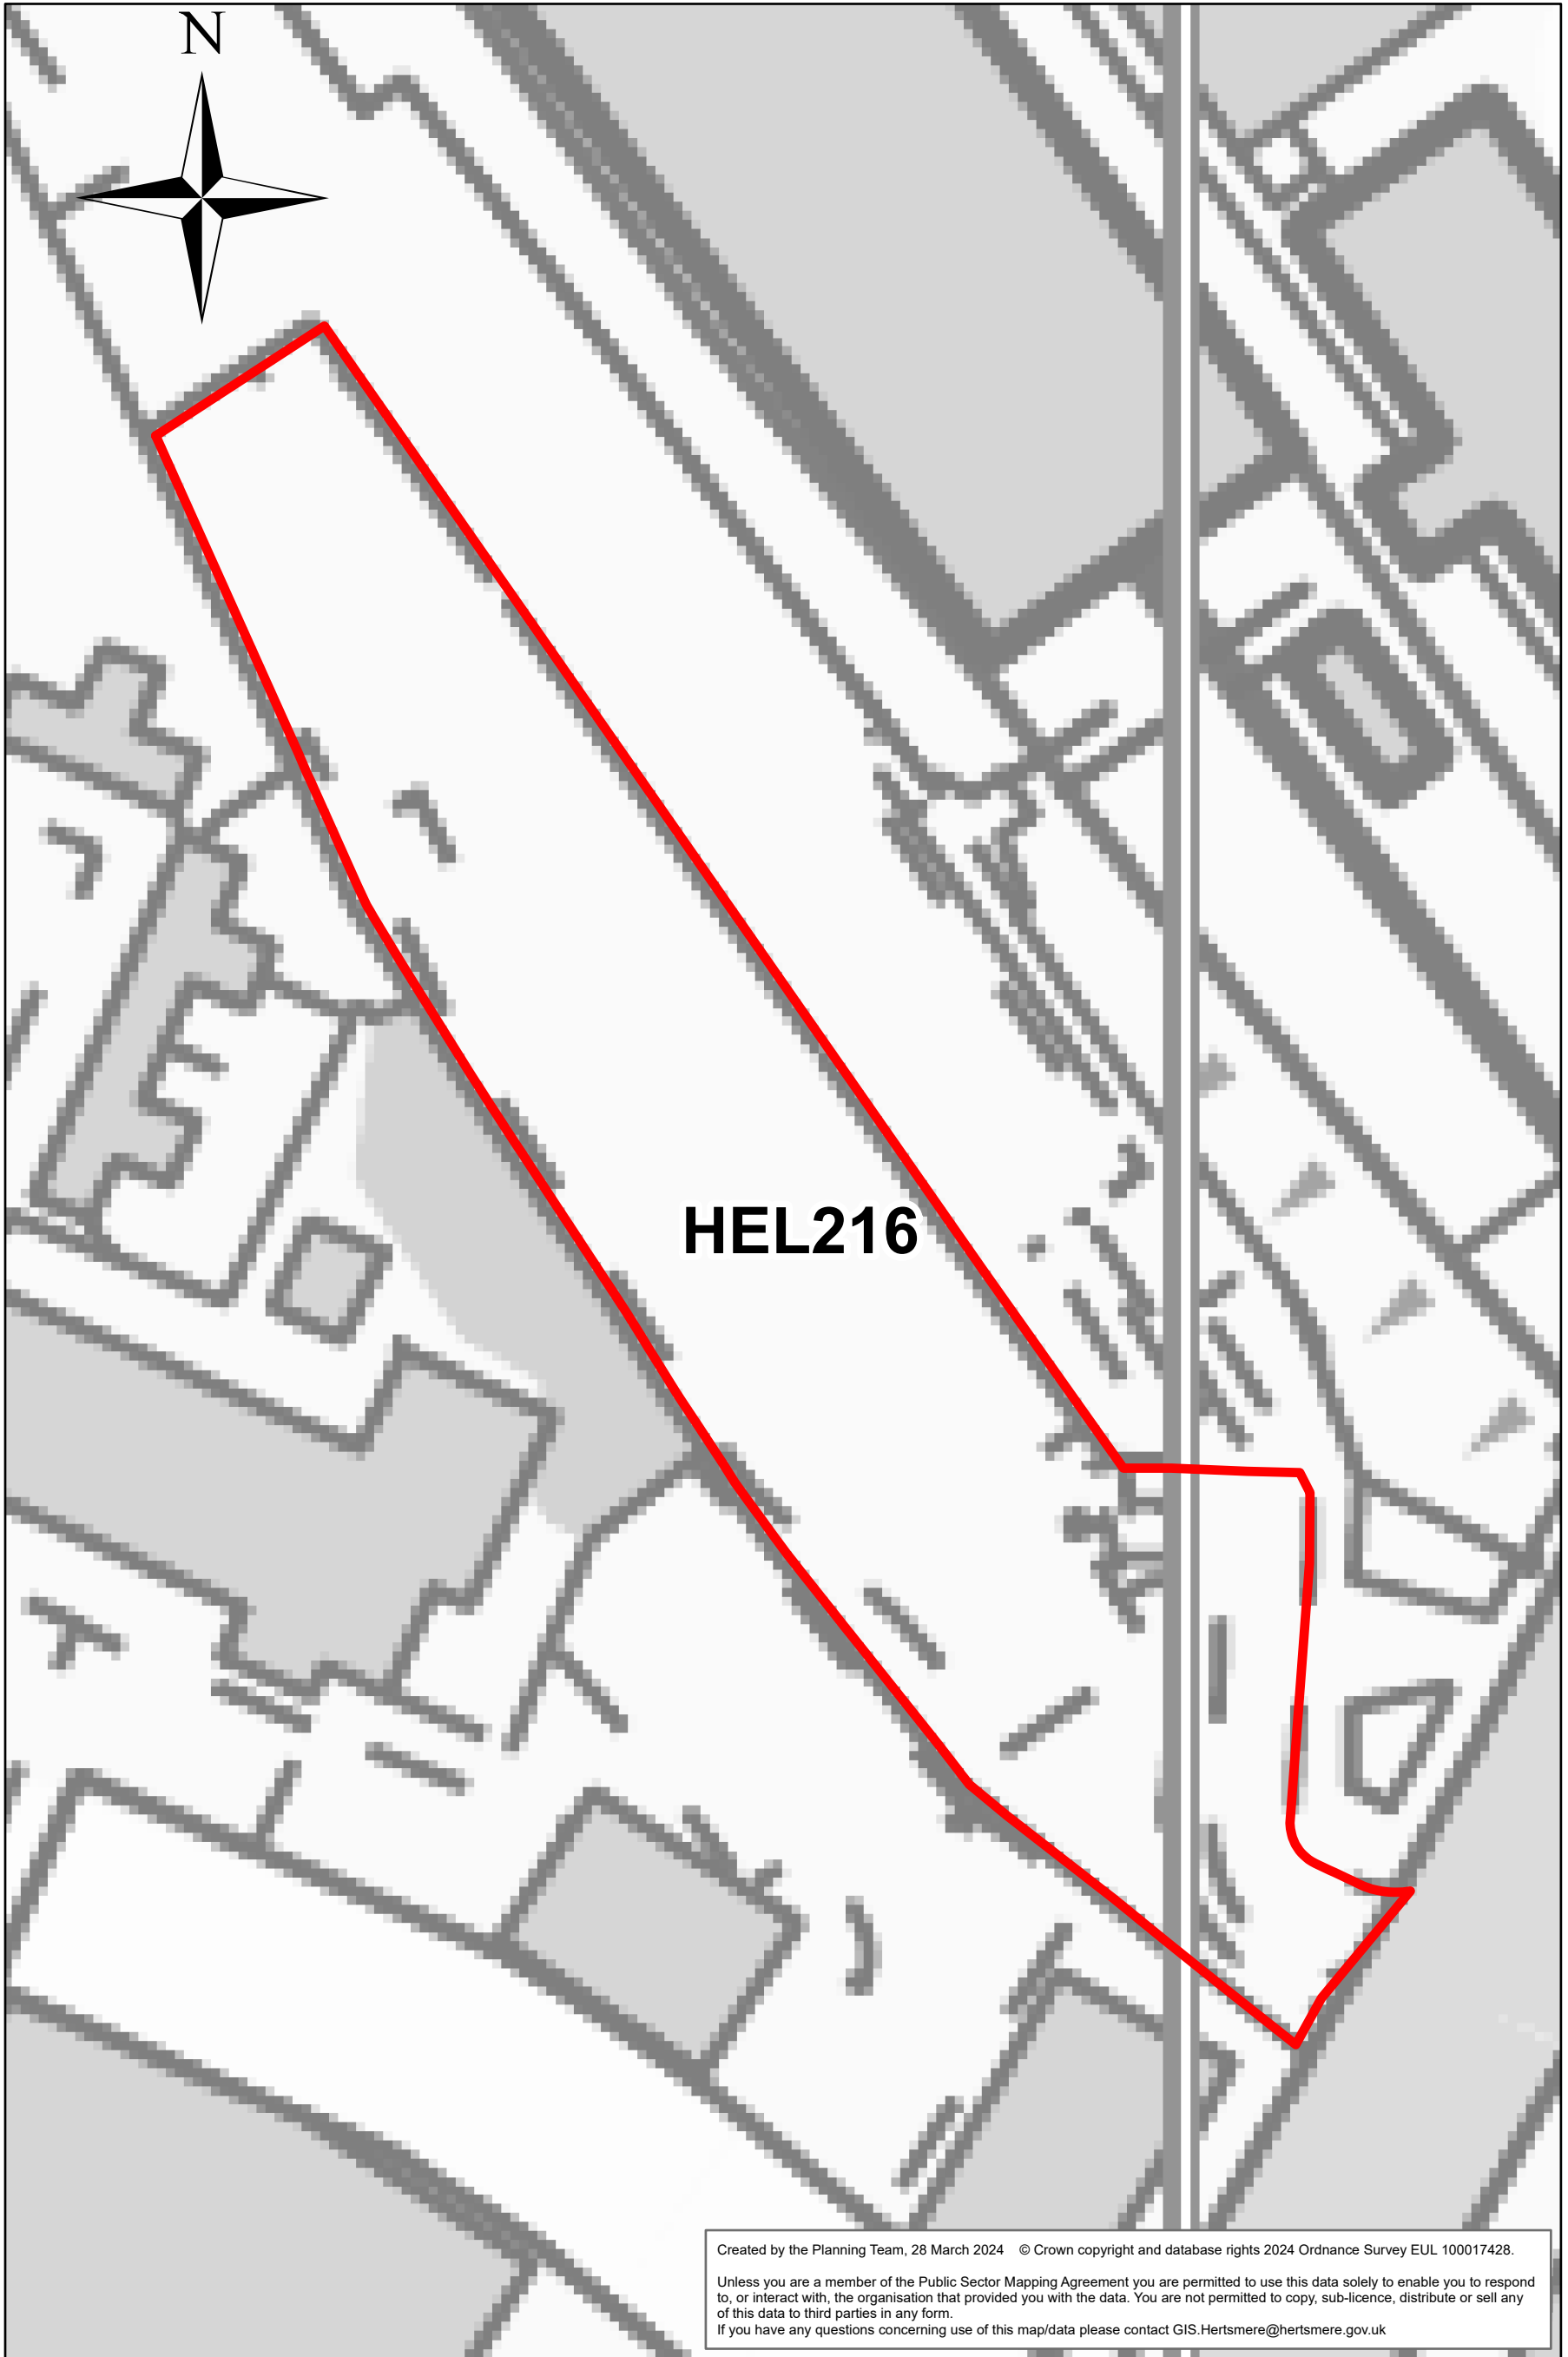 N
HEL216
Created by the Planning Team, 28 March 2024 © Crown copyright and database rights 2024 Ordnance Survey EUL 100017428.
Unless you are a member of the Public Sector Mapping Agreement you are permitted to use this data solely to enable you to respond
to, or interact with, the organisation that provided you with the data. You are not permitted to copy, sub-licence, distribute or sell any
of this data to third parties in any form.
If you have any questions concerning use of this map/data please contact GIS.Hertsmere@hertsmere.gov.uk